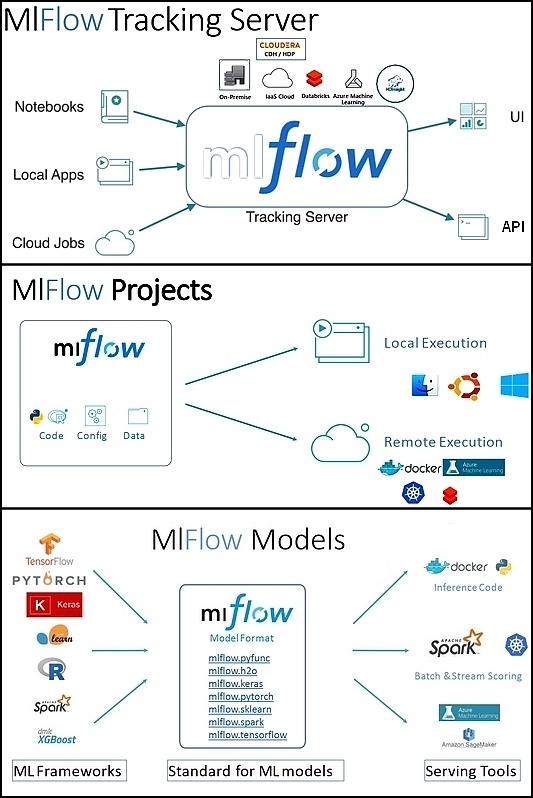 MlFlow Tracking Server
CLOUDERA
CDH / HDP
On-Premise
IaaS Cloud
Databricks
Azure Machine
Learning
HDInsight
Notebooks
Local Apps
Cloud Jobs
mlflow
Tracking Server
UI
API
MlFlow Projects
mlflow
Code
Config
Data
Local Execution
Remote Execution
docker
Azure
Machine Learning
MlFlow Models
TensorFlow
PYTORCH
K Keras
learn
R
APACHE
Spark
dmlc
XGBoost
ML Frameworks
mlflow
Model Format
mlflow.pyfunc
mlflow.h2o
mlflow.keras
mlflow.pytorch
mlflow.sklearn
mlflow.spark
mlflow.tensorflow
Standard for ML models
docker
Inference Code
APACHE
Spark
Batch & Stream Scoring
Azure
Machine Learning
Amazon SageMaker
Serving Tools